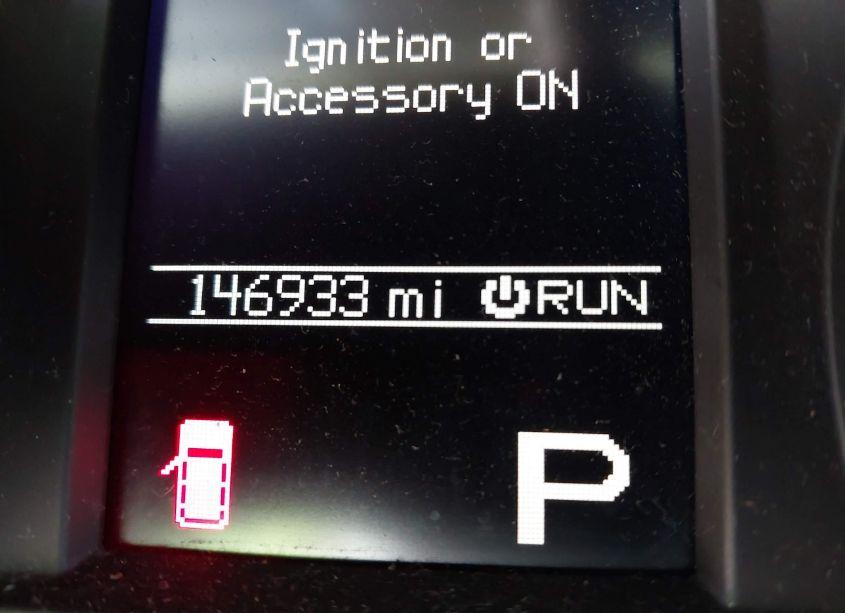 Ignition or
Accessory ON
146933 mi RUN
P